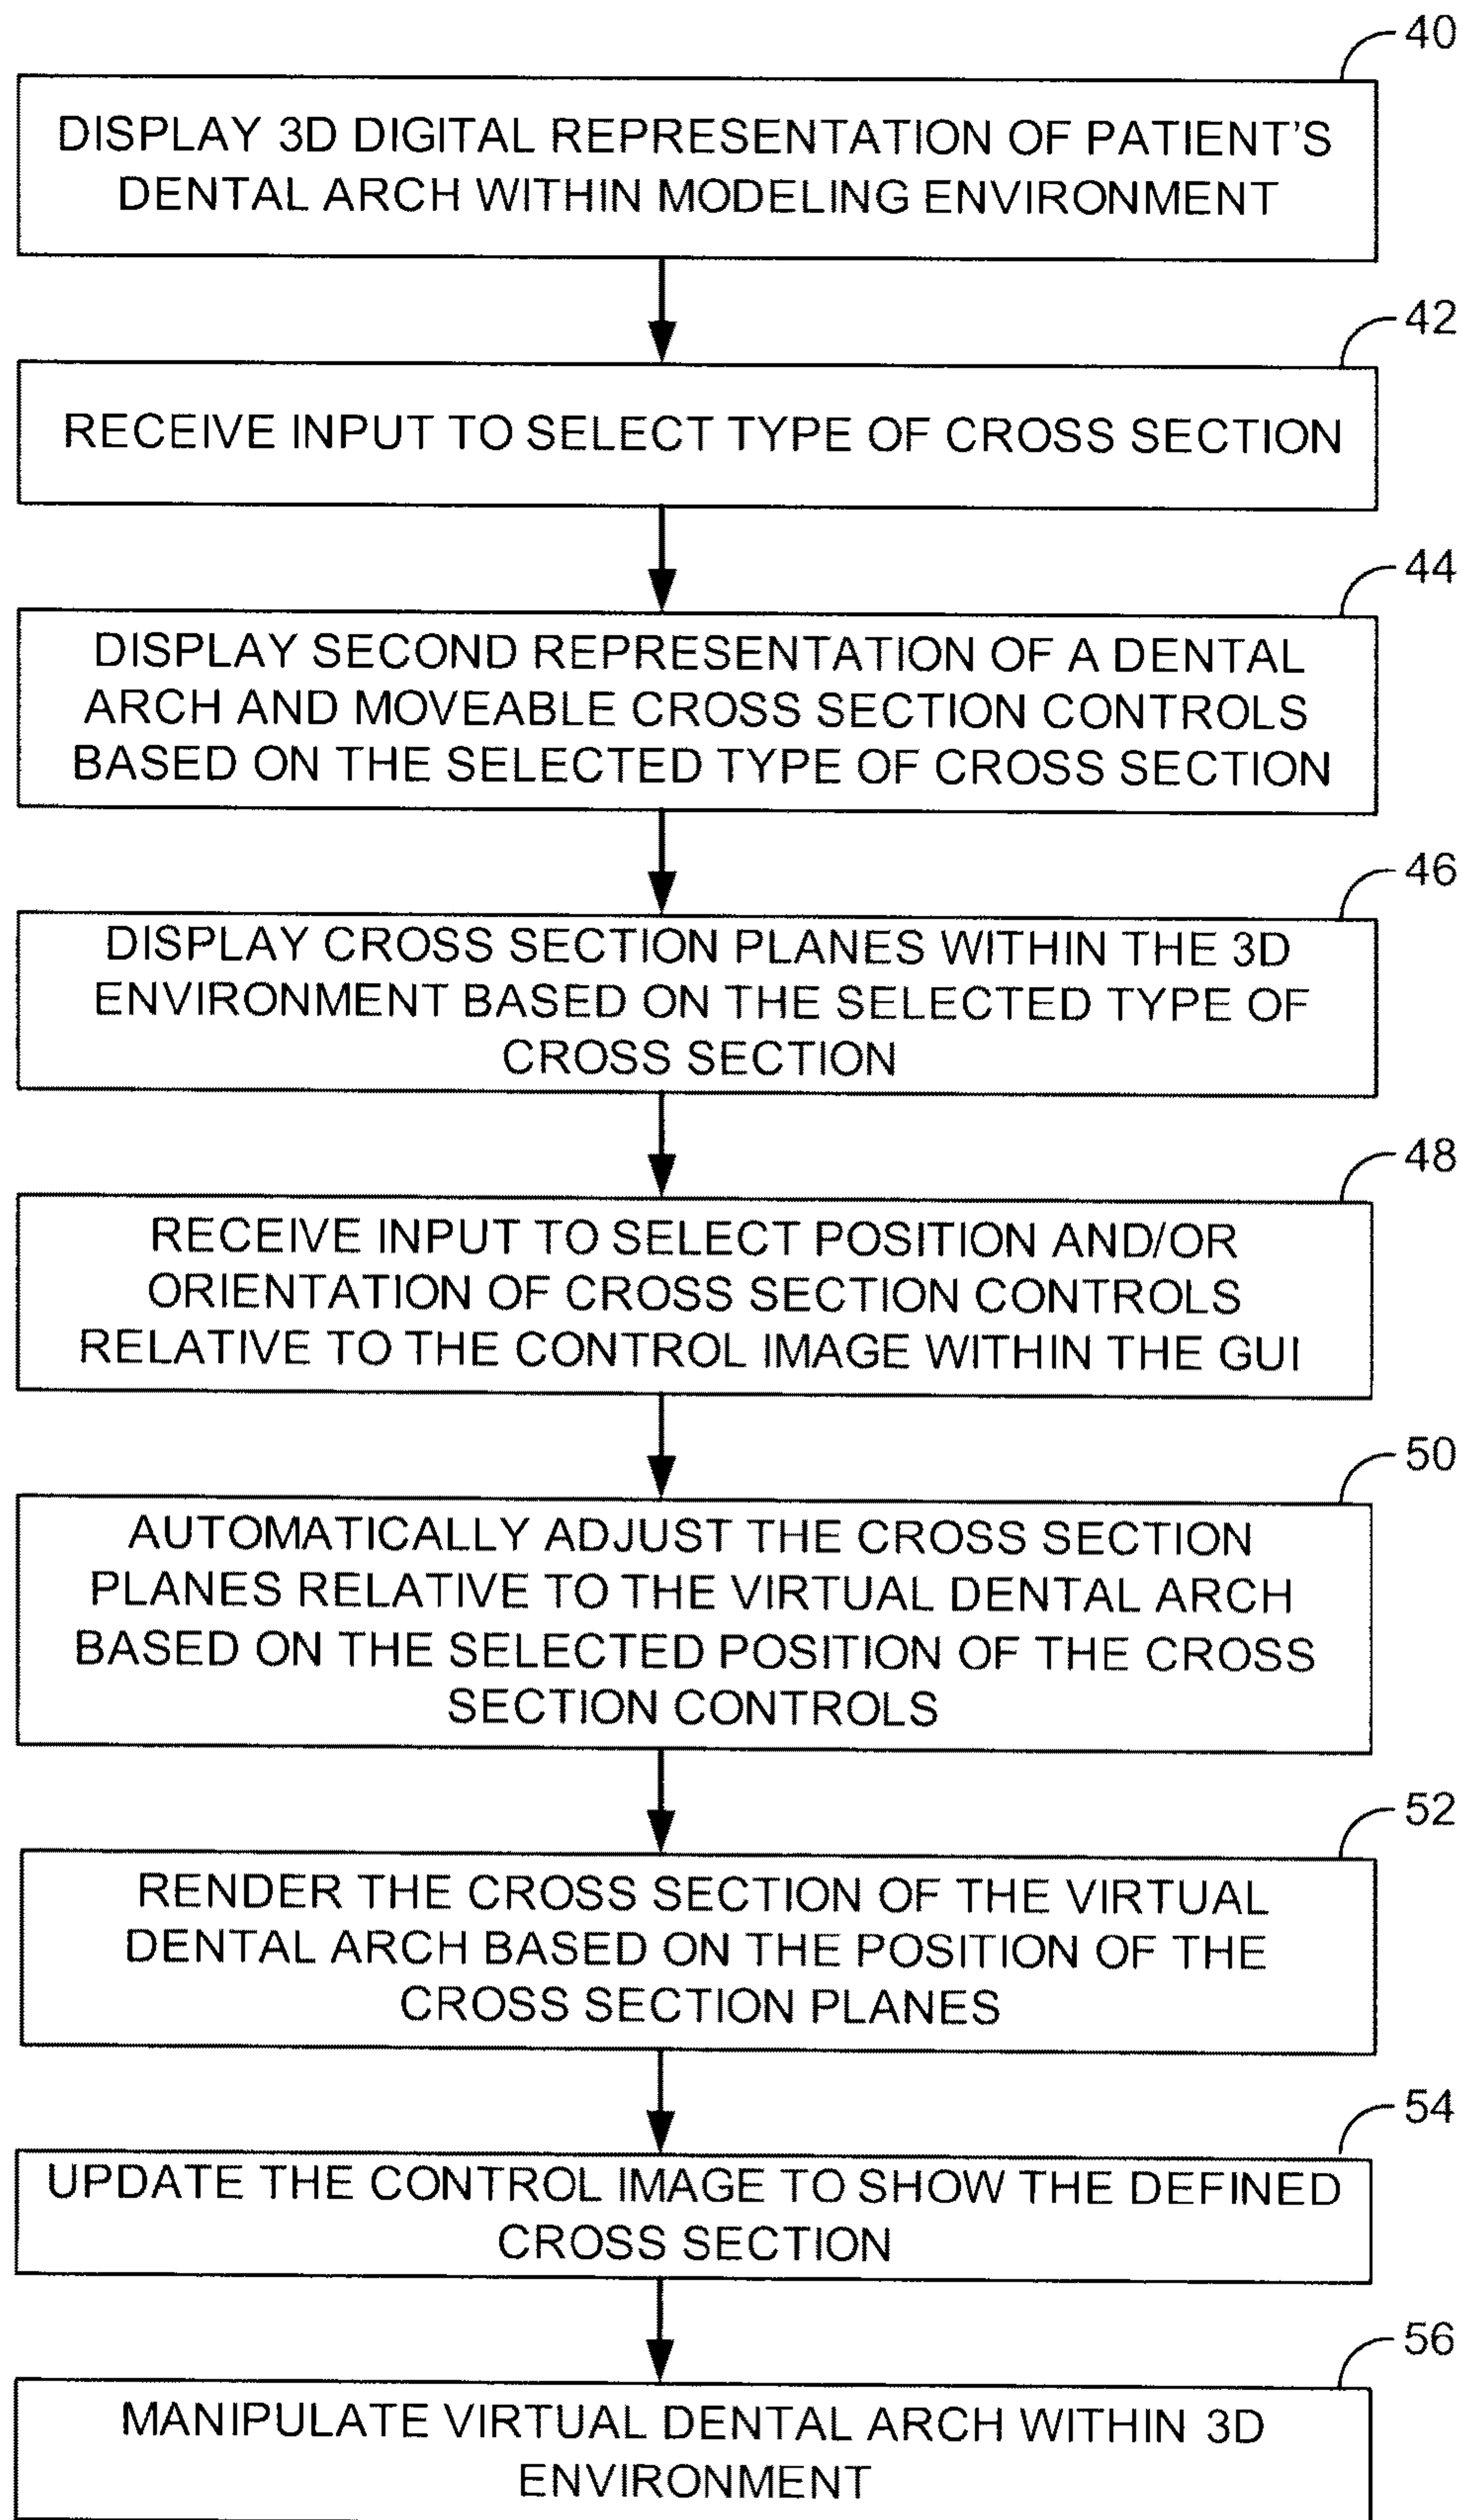 40
DISPLAY 3D DIGITAL REPRESENTATION OF PATIENT'S
DENTAL ARCH WITHIN MODELING ENVIRONMENT
42
RECEIVE INPUT TO SELECT TYPE OF CROSS SECTION
44
DISPLAY SECOND REPRESENTATION OF A DENTAL
ARCH AND MOVEABLE CROSS SECTION CONTROLS
BASED ON THE SELECTED TYPE OF CROSS SECTION
46
DISPLAY CROSS SECTION PLANES WITHIN THE 3D
ENVIRONMENT BASED ON THE SELECTED TYPE OF
CROSS SECTION
48
RECEIVE INPUT TO SELECT POSITION AND/OR
ORIENTATION OF CROSS SECTION CONTROLS
RELATIVE TO THE CONTROL IMAGE WITHIN THE GUI
50
AUTOMATICALLY ADJUST THE CROSS SECTION
PLANES RELATIVE TO THE VIRTUAL DENTAL ARCH
BASED ON THE SELECTED POSITION OF THE CROSS
SECTION CONTROLS
52
RENDER THE CROSS SECTION OF THE VIRTUAL
DENTAL ARCH BASED ON THE POSITION OF THE
CROSS SECTION PLANES
54
UPDATE THE CONTROL IMAGE TO SHOW THE DEFINED
CROSS SECTION
56
MANIPULATE VIRTUAL DENTAL ARCH WITHIN 3D
ENVIRONMENT